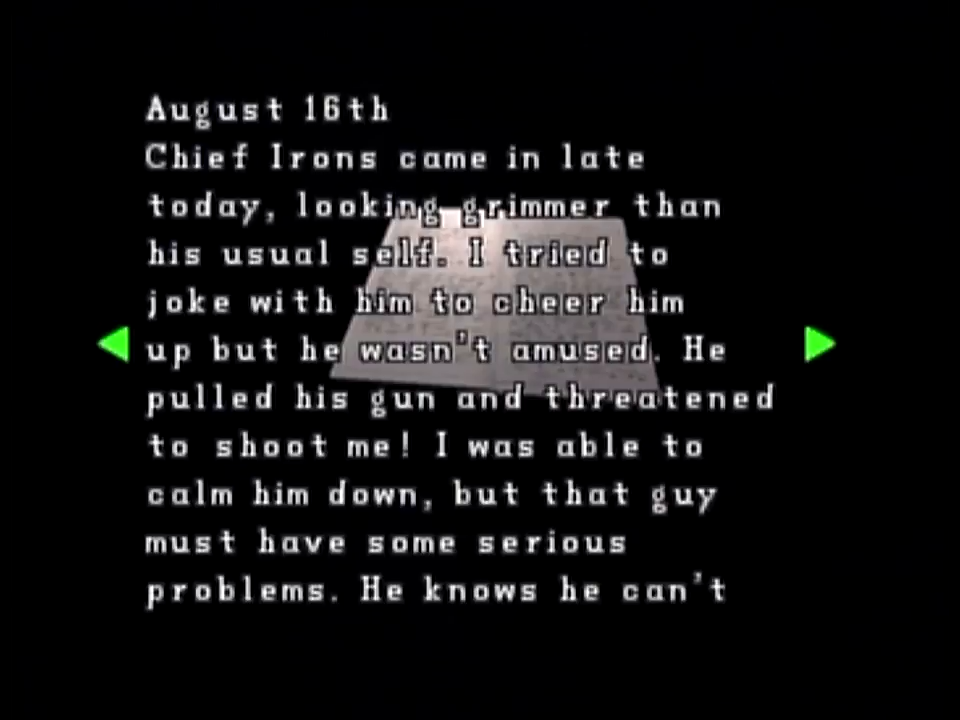 August 16th
Chief Irons came in late
today, looking grimmer than
his usual self. I tried to
joke with him to cheer him
up but he wasn't amused. He
pulled his gun and threatened
to shoot me! I was able to
calm him down, but that guy
must have some serious
problems. He knows he can't